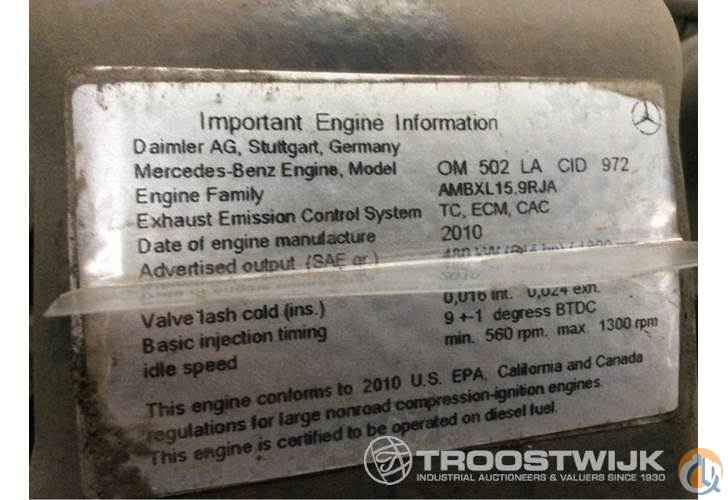 Important Engine Information
Daimler AG, Stuttgart, Germany
Mercedes-Benz Engine, Model OM 502 LA CID 972
Engine Family AMBXL15.9RJA
Exhaust Emission Control System TC, ECM, CAC
Date of engine manufacture 2010
Advertised output (SAE gr.)
Valve lash cold (ins.) 0,016 int. 0,024 exh.
Basic injection timing 9 +-1 degress BTDC
idle speed min. 560 rpm. max. 1300 rpm
This engine conforms to 2010 U.S. EPA, California and Canada
regulations for large nonroad compression-ignition engines.
This engine is certified to be operated on diesel fuel.
TROOSTWIJK
INDUSTRIAL AUCTIONEERS & VALUERS SINCE 1930